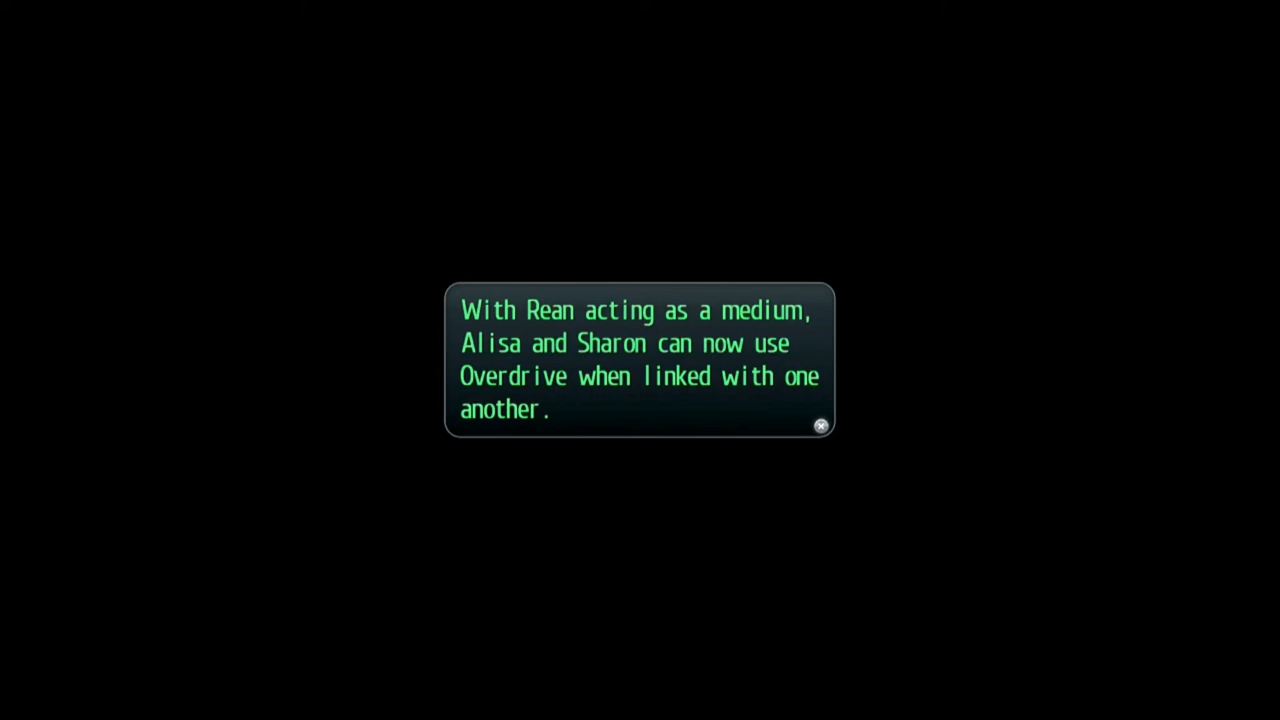 With Rean acting as a medium,
Alisa and Sharon can now use
Overdrive when linked with one
another.